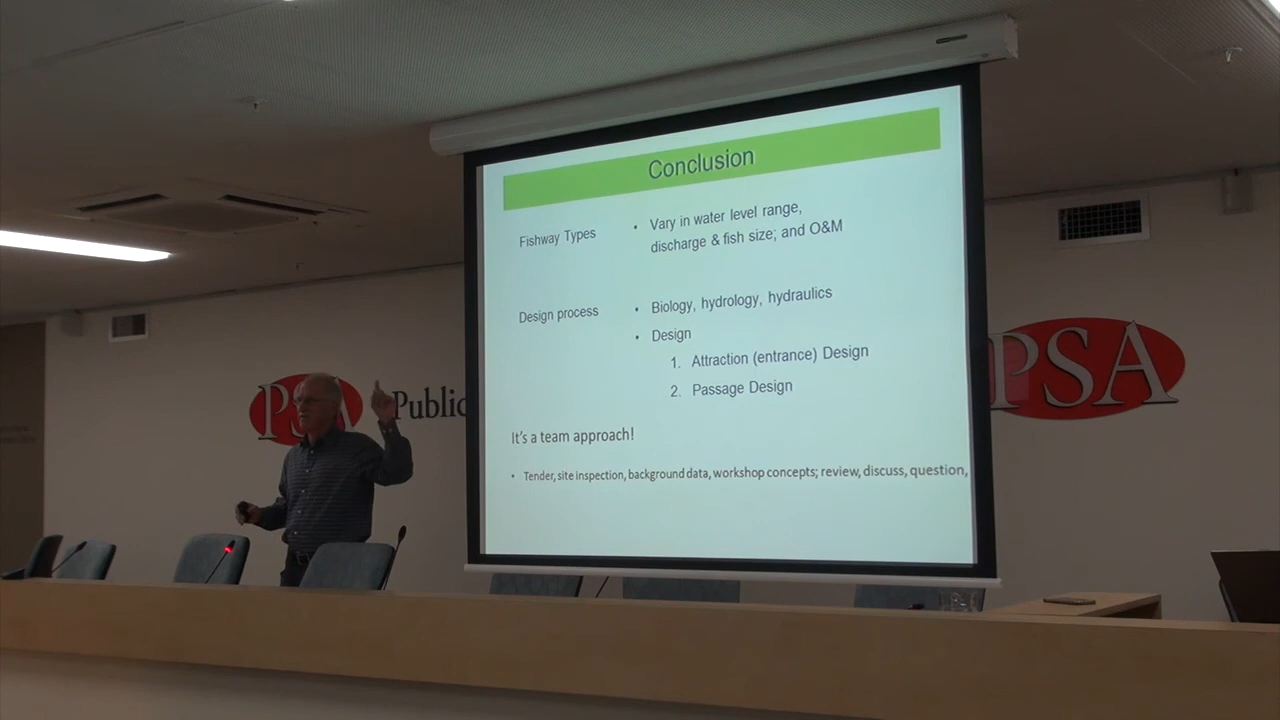 Conclusion
Fishway Types
• Vary in water level range,
discharge & fish size; and O&M
Design process
• Biology, hydrology, hydraulics
• Design
1. Attraction (entrance) Design
2. Passage Design
It's a team approach!
• Tender, site inspection, background data, workshop concepts; review, discuss, question,
PSA
Public
PSA